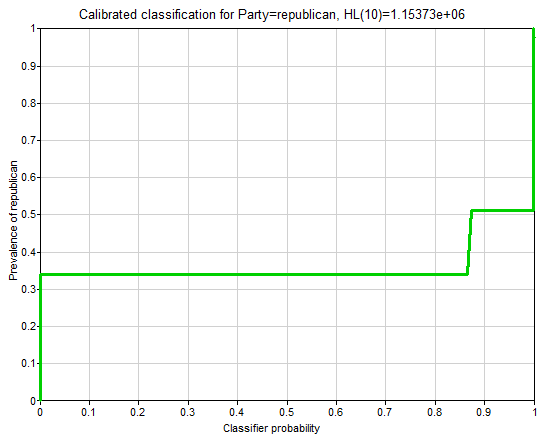 Calibrated classification for Party=republican, HL(10)=1.15373e+06
1
0.9
0.8
0.7
0.6
0.5
0.4
0.3
0.2
0.1
0
Prevalence of republican
0 0.1 0.2 0.3 0.4 0.5 0.6 0.7 0.8 0.9 1
Classifier probability